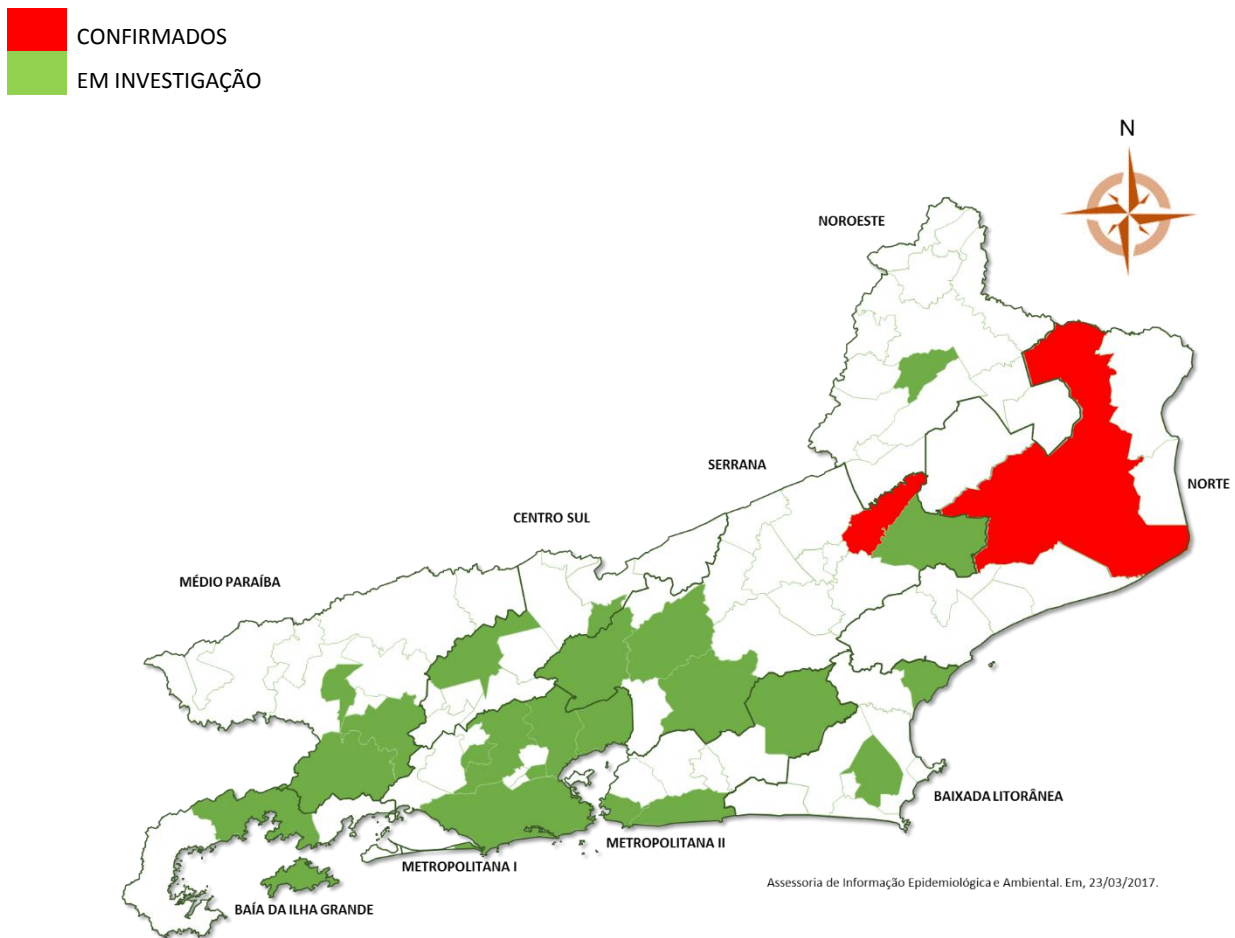 CONFIRMADOS
EM INVESTIGAÇÃO
N
NOROESTE
SERRANA
NORTE
CENTRO SUL
MÉDIO PARAÍBA
BAIXADA LITORÂNEA
METROPOLITANA II
METROPOLITANA I
BAÍA DA ILHA GRANDE
Assessoria de Informação Epidemiológica e Ambiental. Em, 23/03/2017.